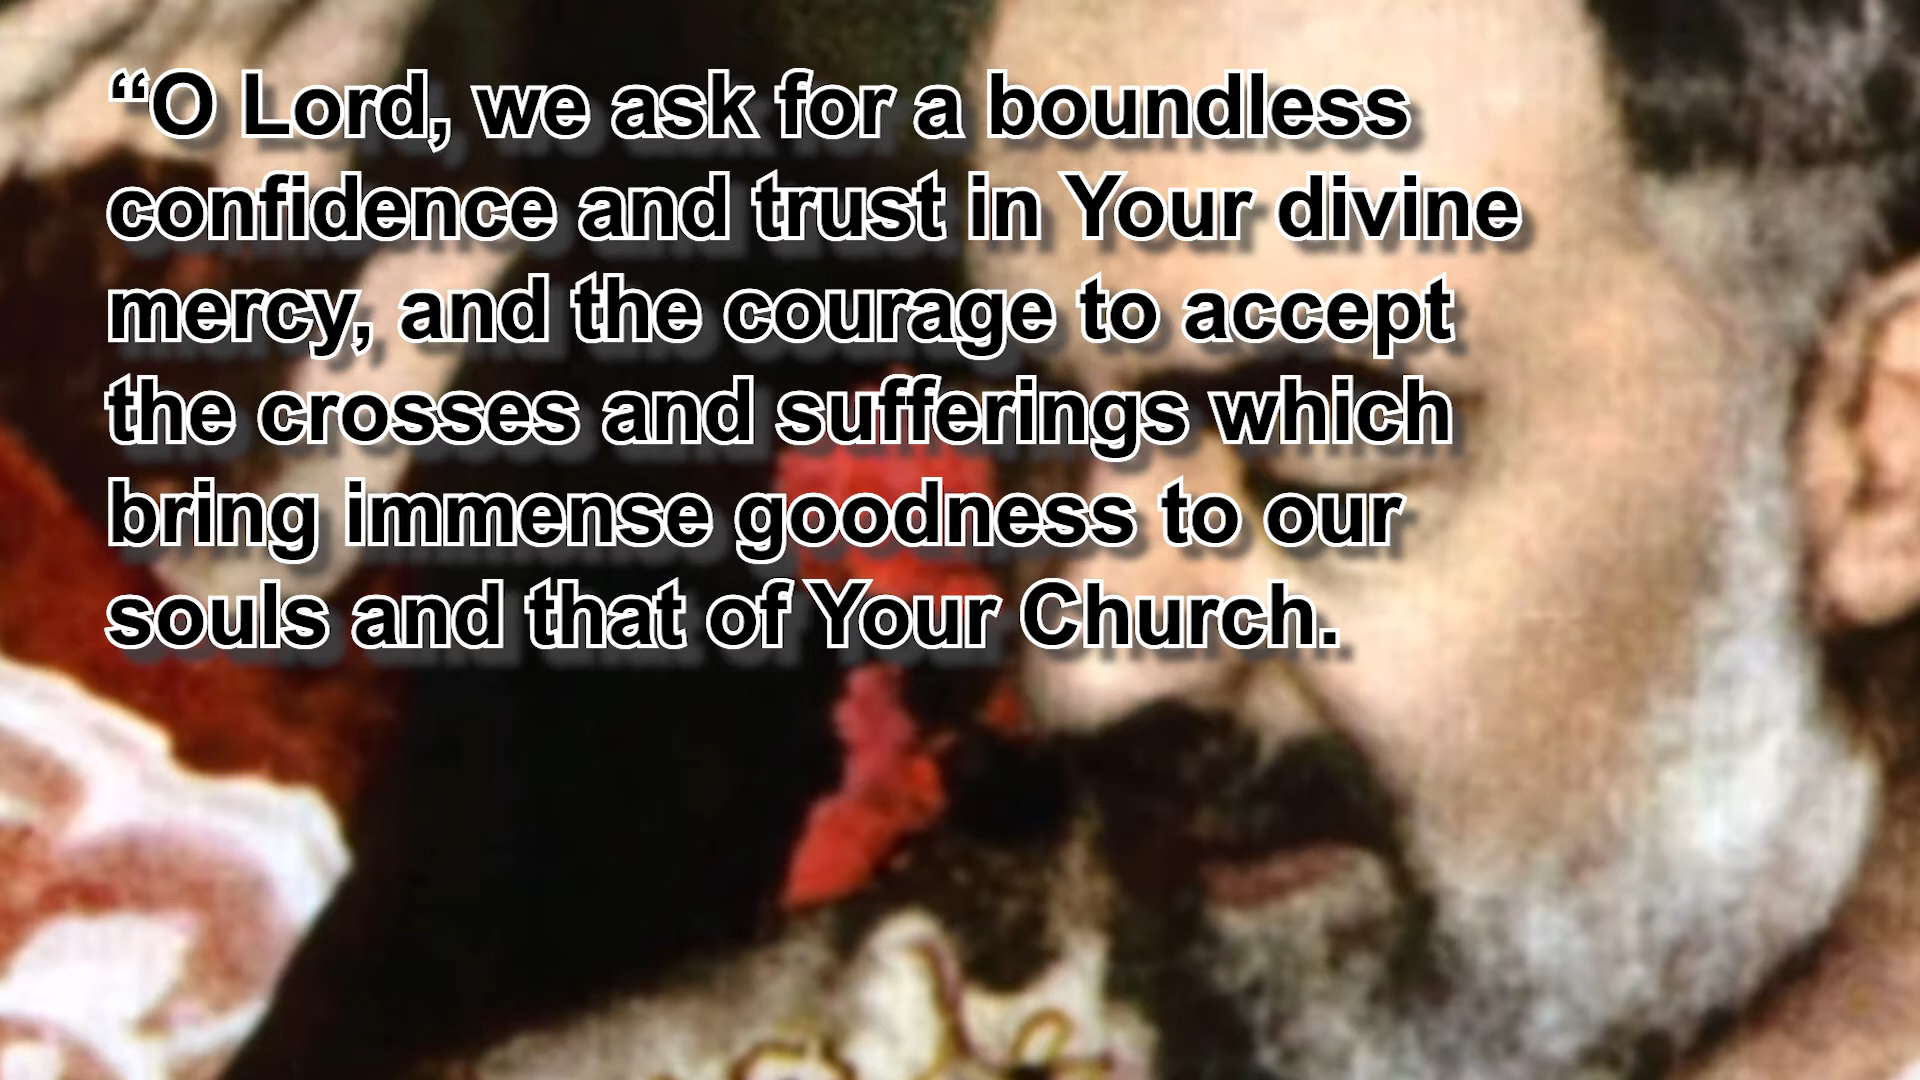 “O Lord, we ask for a boundless
confidence and trust in Your divine
mercy, and the courage to accept
the crosses and sufferings which
bring immense goodness to our
souls and that of Your Church.